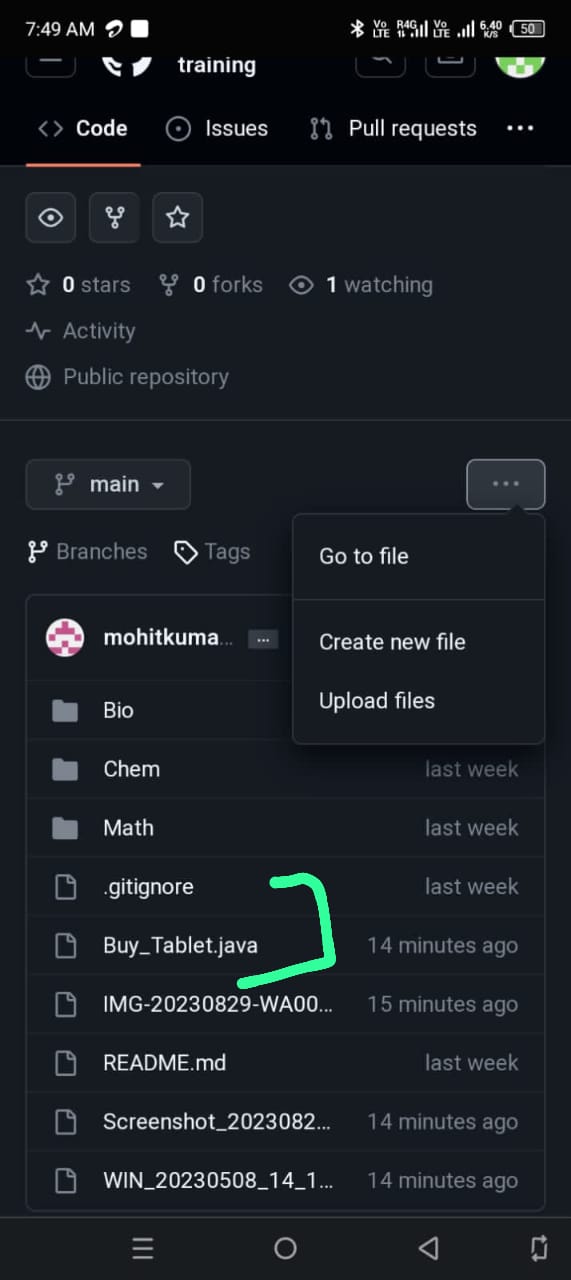 7:49 AM Vo LTE R4G Vo LTE 6.40 K/S 50
training
Code Issues Pull requests ...
0 stars 0 forks 1 watching
Activity
Public repository
main ...
Branches Tags
Go to file
mohitkuma... ...
Create new file
Upload files
Bio
Chem last week
Math last week
.gitignore last week
Buy_Tablet.java 14 minutes ago
IMG-20230829-WA00... 15 minutes ago
README.md last week
Screenshot_2023082... 14 minutes ago
WIN_20230508_14_1... 14 minutes ago